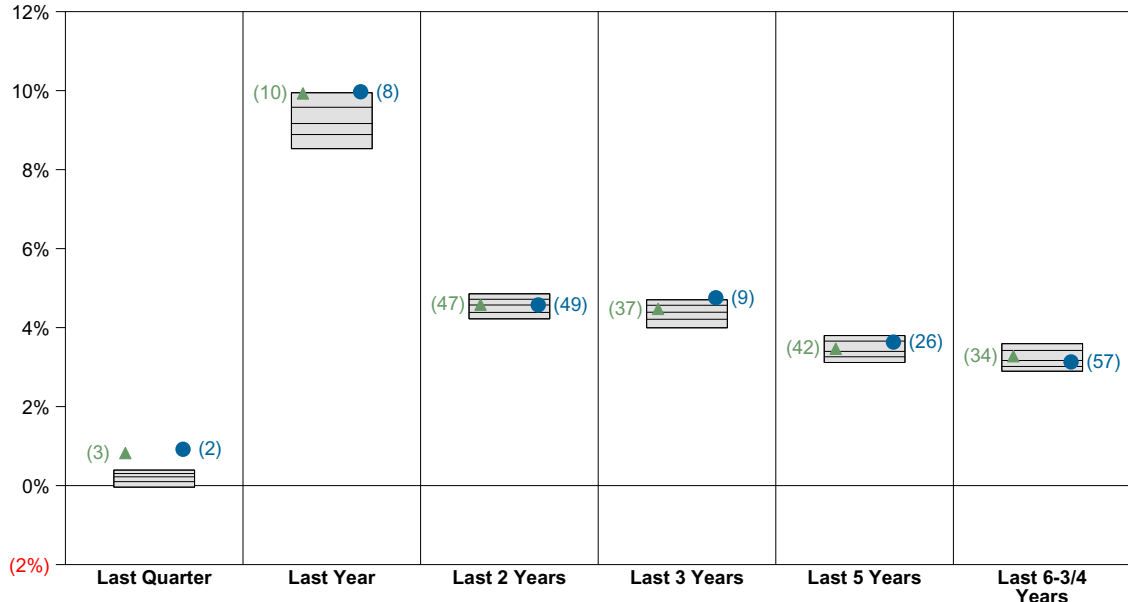 12%
10%
8%
6%
4%
2%
0%
(2%)
(3)
(2)
(10)
(8)
(47)
(49)
(37)
(9)
(42)
(26)
(34)
(57)
Last Quarter
Last Year
Last 2 Years
Last 3 Years
Last 5 Years
Last 6-3/4
Years